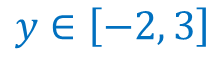 y ∈ [−2, 3]